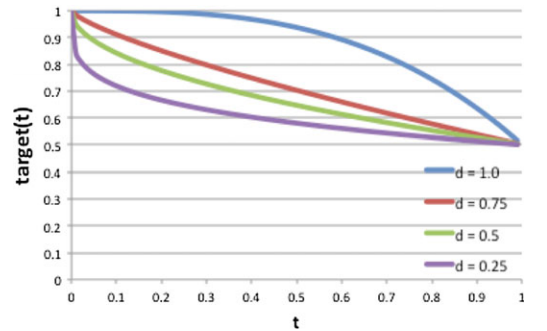 1
0.9
0.8
0.7
0.6
0.5
0.4
0.3
0.2
0.1
0
target(t)
d = 1.0
d = 0.75
d = 0.5
d = 0.25
0 0.1 0.2 0.3 0.4 0.5 0.6 0.7 0.8 0.9 1
t